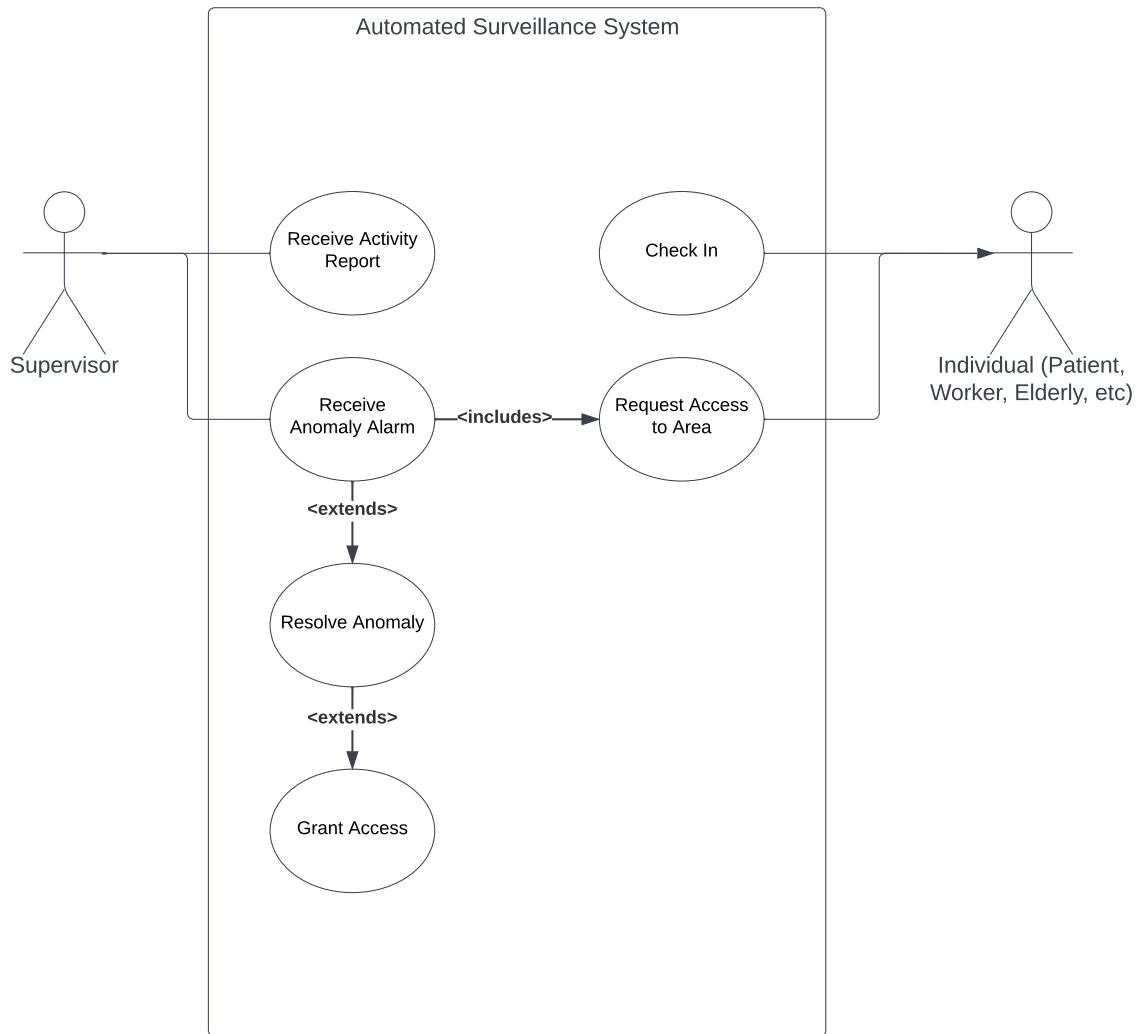 Automated Surveillance System
Receive Activity
Report
Check In
Supervisor
Individual (Patient,
Worker, Elderly, etc)
Receive
Anomaly Alarm
<includes>
Request Access
to Area
<extends>
Resolve Anomaly
<extends>
Grant Access